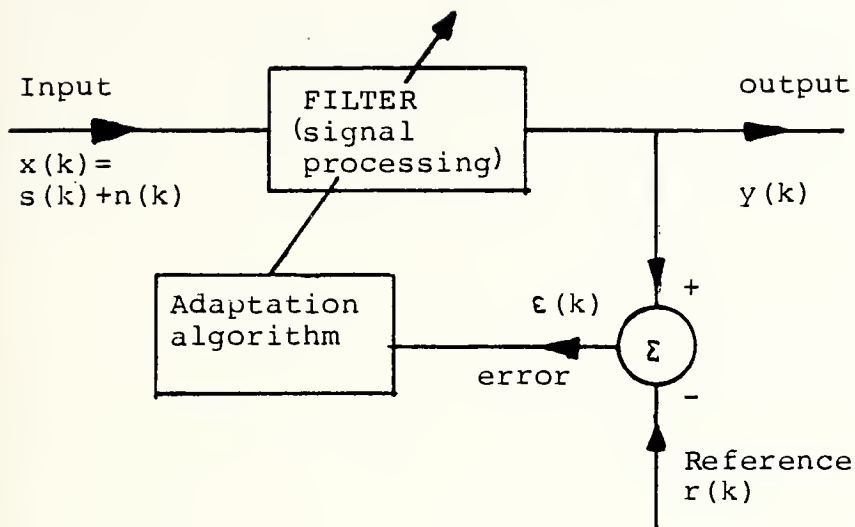 Input
x(k)=
s(k)+n(k)
FILTER
(signal
processing)
output
y(k)
Adaptation
algorithm
ε(k)
error
+
Σ
-
Reference
r(k)